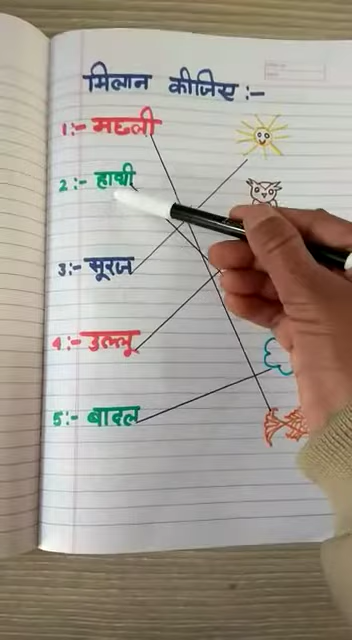 मिलान कीजिए :-
1:- मछली
2:- हाथी
3:- सूरज
4:- उल्लू
5:- बादल